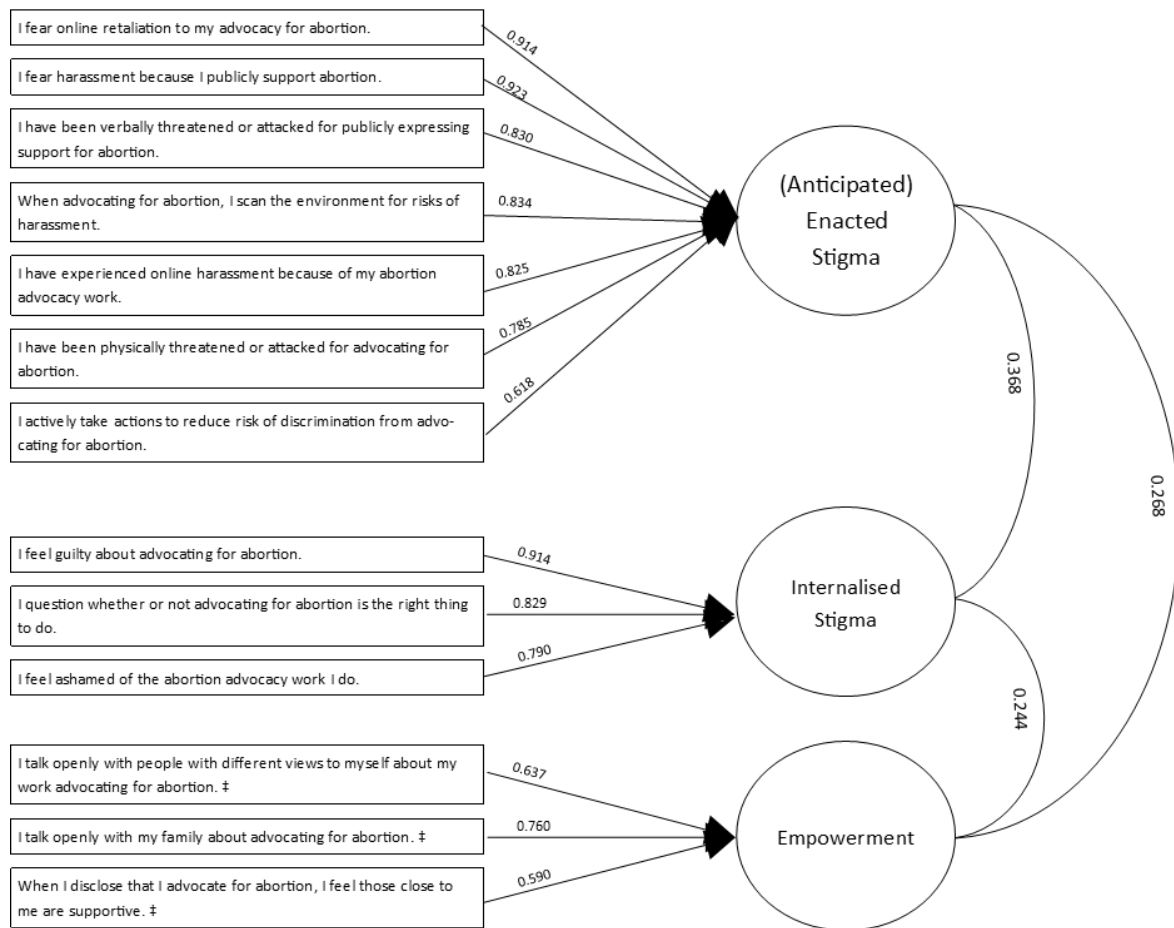 I fear online retaliation to my advocacy for abortion.
0.914
I fear harassment because I publicly support abortion.
0.923
I have been verbally threatened or attacked for publicly expressing
support for abortion.
0.830
When advocating for abortion, I scan the environment for risks of
harassment.
0.834
I have experienced online harassment because of my abortion
advocacy work.
0.825
I have been physically threatened or attacked for advocating for
abortion.
0.785
I actively take actions to reduce risk of discrimination from advo-
cating for abortion.
0.618
(Anticipated)
Enacted
Stigma
0.368
0.268
I feel guilty about advocating for abortion.
0.914
I question whether or not advocating for abortion is the right thing
to do.
0.829
I feel ashamed of the abortion advocacy work I do.
0.790
Internalised
Stigma
0.244
I talk openly with people with different views to myself about my
work advocating for abortion. ‡
0.637
I talk openly with my family about advocating for abortion. ‡
0.760
When I disclose that I advocate for abortion, I feel those close to
me are supportive. ‡
0.590
Empowerment